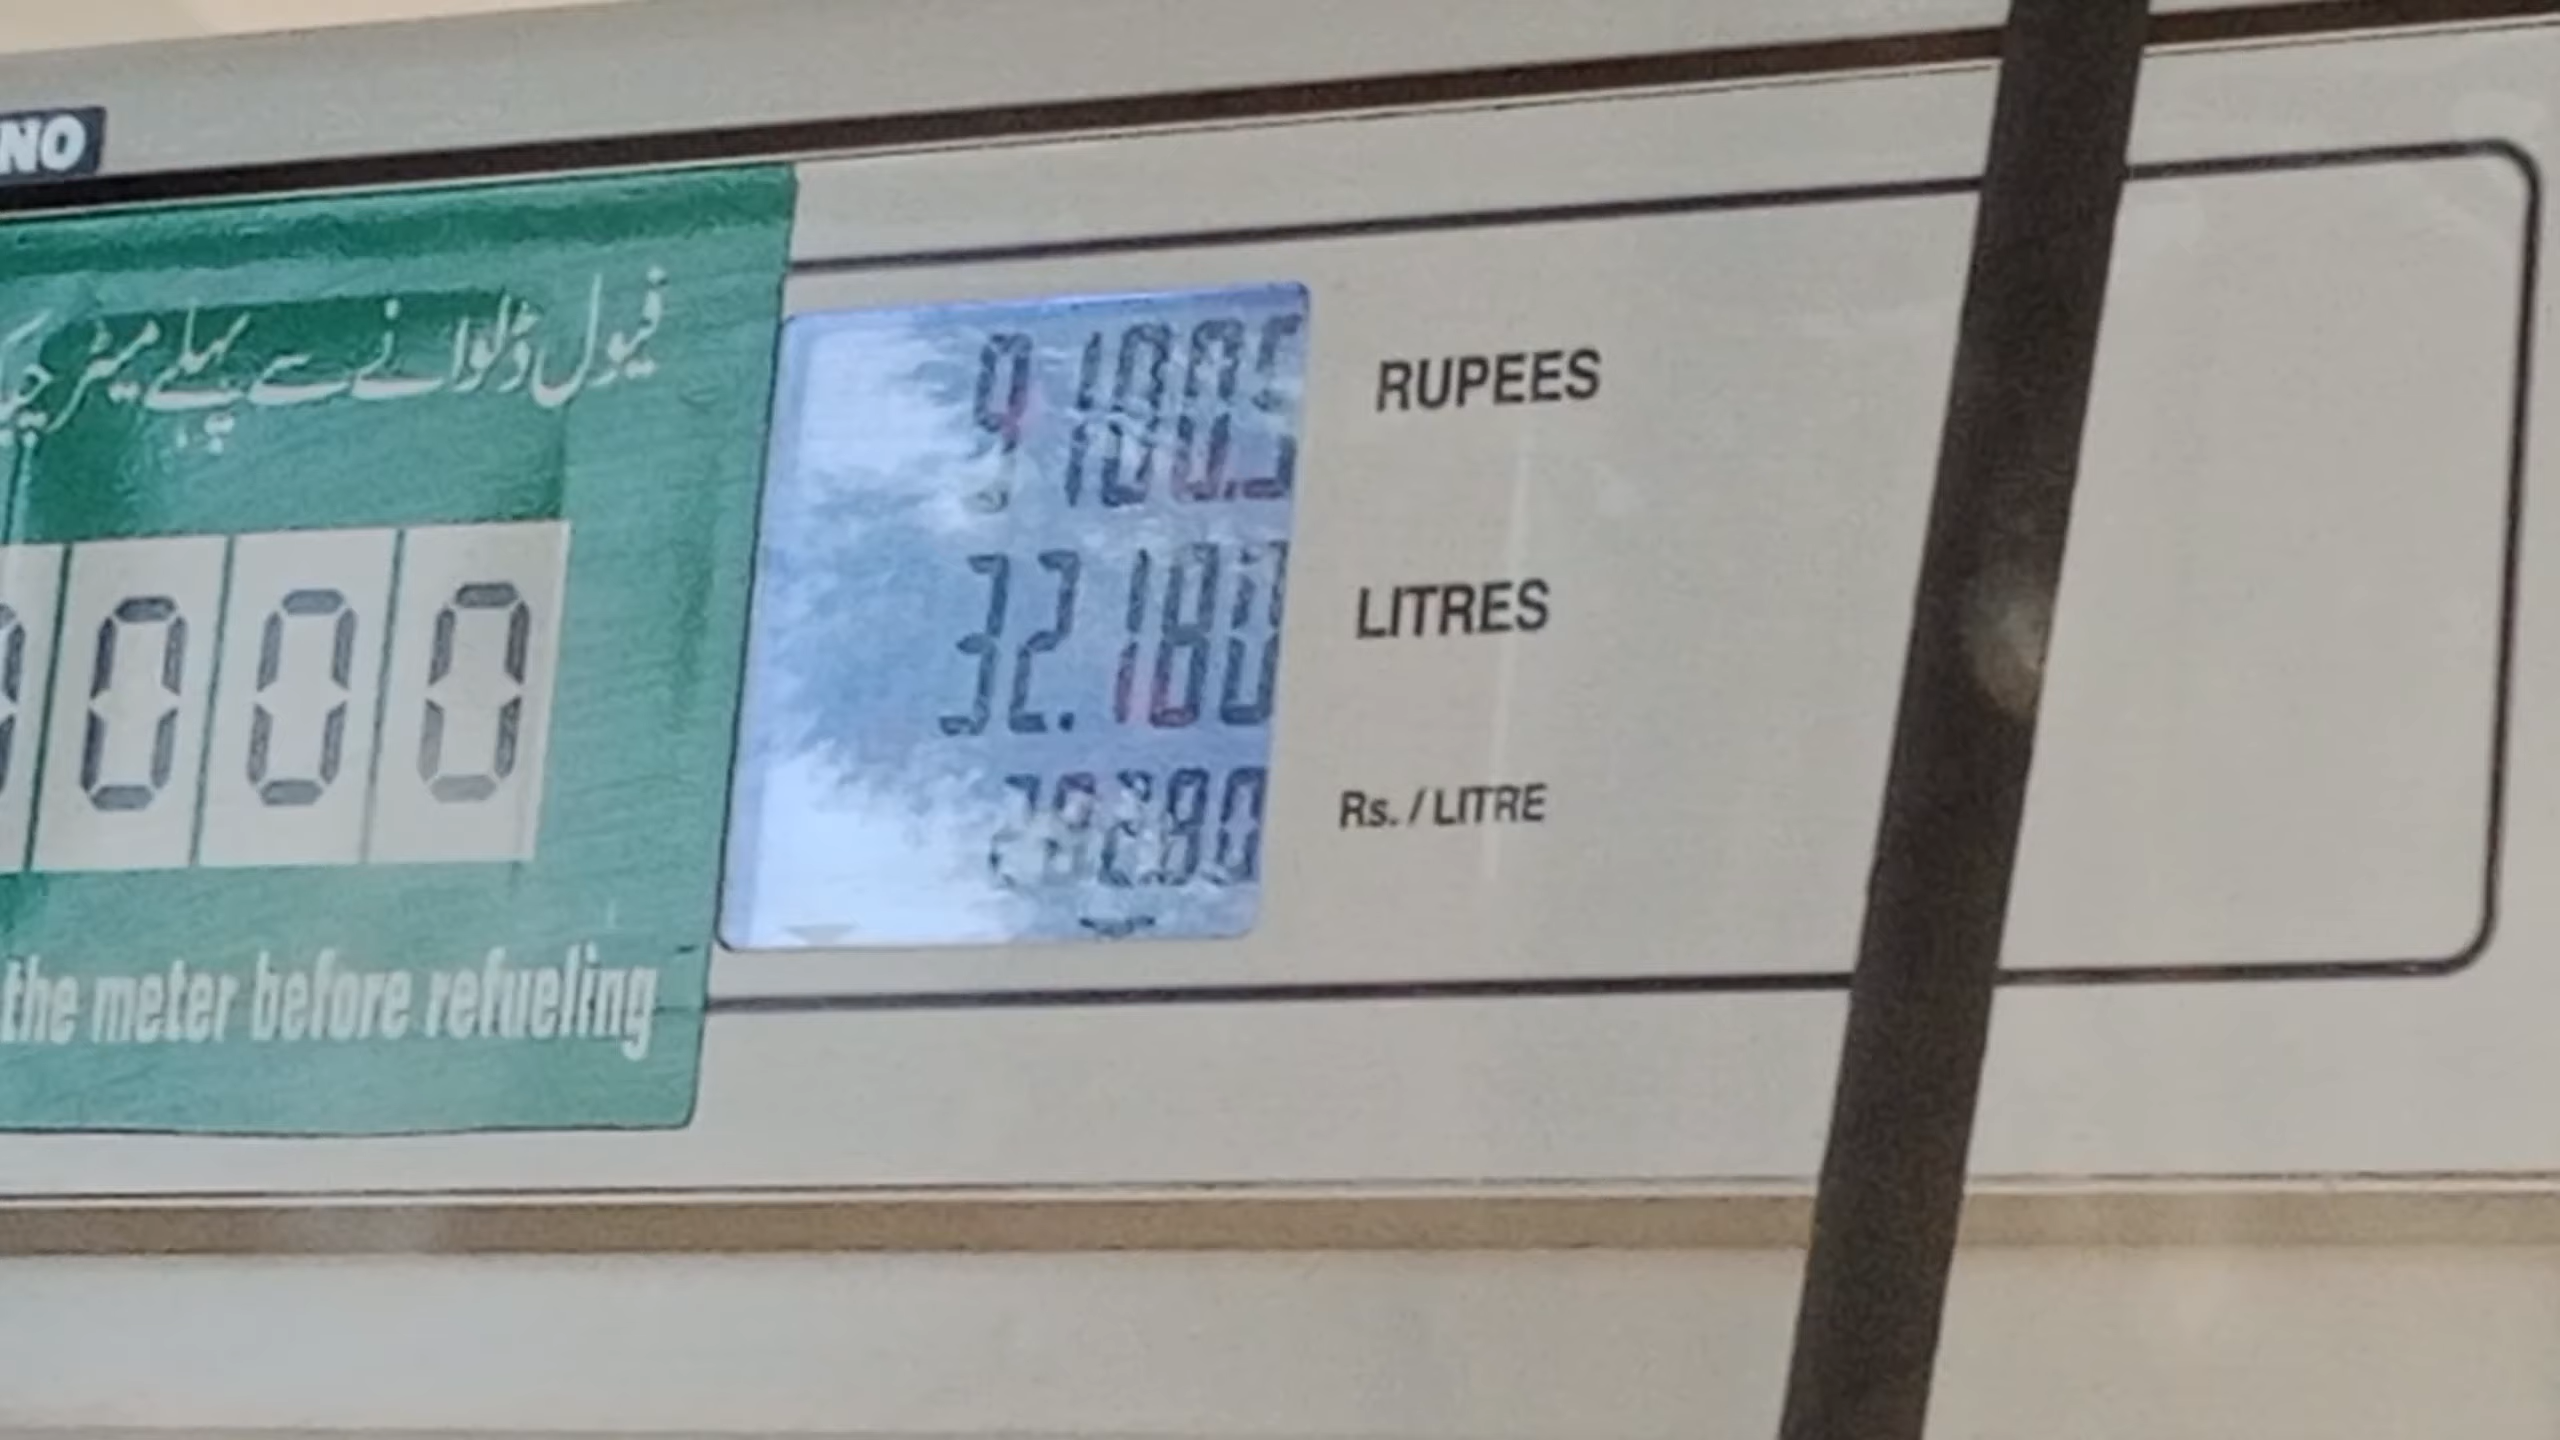 NO
فیول ڈلوانے سے پہلے میٹر چیک
000
the meter before refueling
9100.5 RUPEES
32.180 LITRES
282.80 Rs. / LITRE